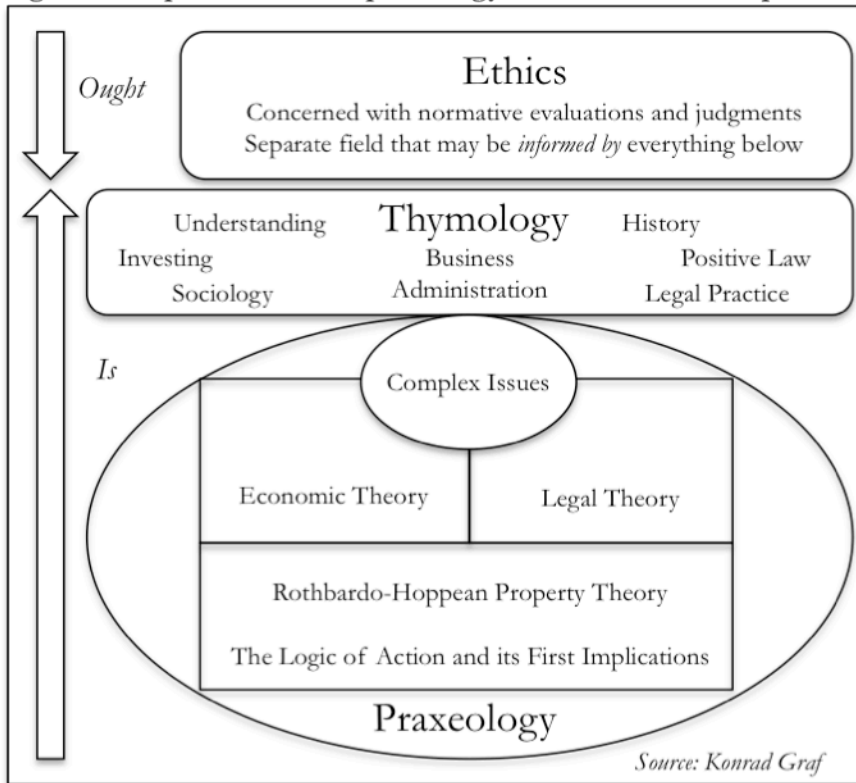 Ought
Ethics
Concerned with normative evaluations and judgments
Separate field that may be informed by everything below
Understanding Thymology History
Investing Business Positive Law
Sociology Administration Legal Practice
Is
Complex Issues
Economic Theory Legal Theory
Rothbardo-Hoppean Property Theory
The Logic of Action and its First Implications
Praxeology
Source: Konrad Graf